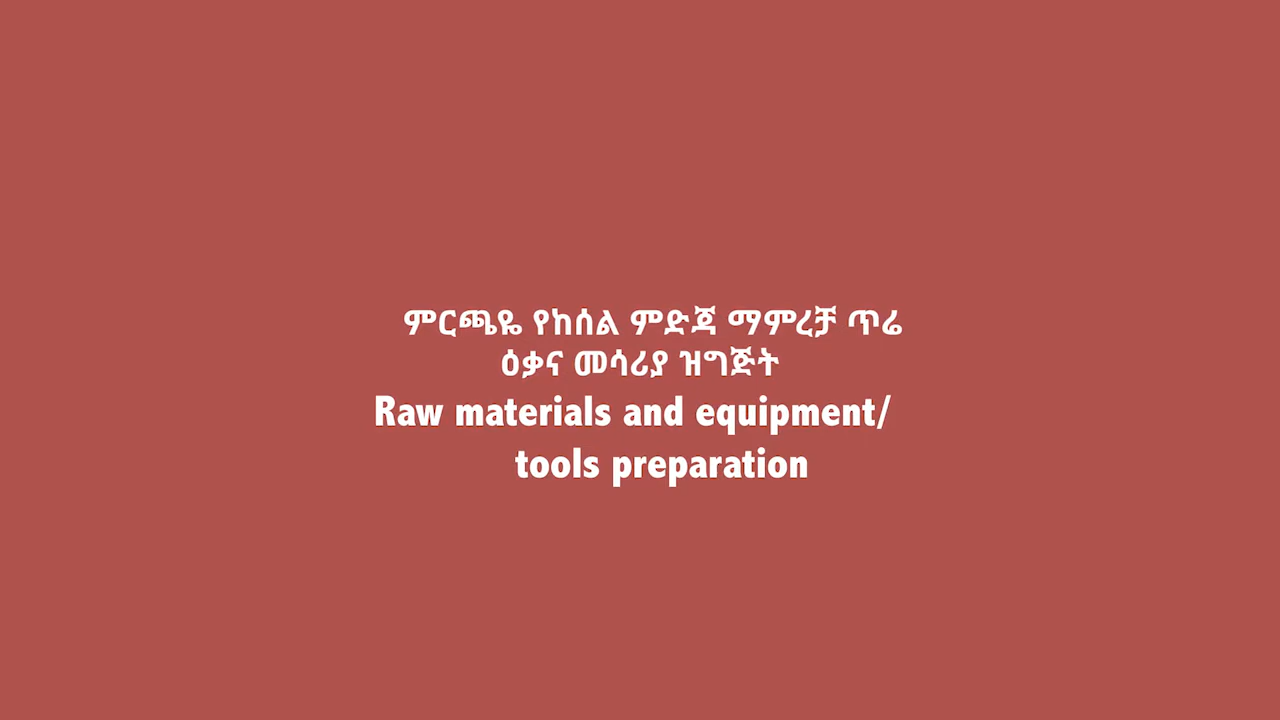 ምርጫዬ የከሰል ምድጃ ማምረቻ ጥሬ
ዕቃና መሳሪያ ዝግጅት
Raw materials and equipment/
tools preparation